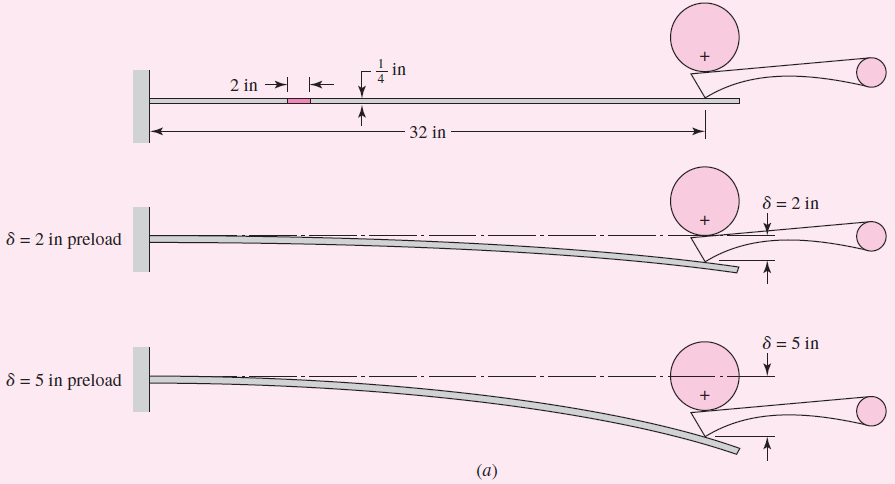 1/4 in
2 in
32 in
δ = 2 in
δ = 2 in preload
δ = 5 in
δ = 5 in preload
(a)